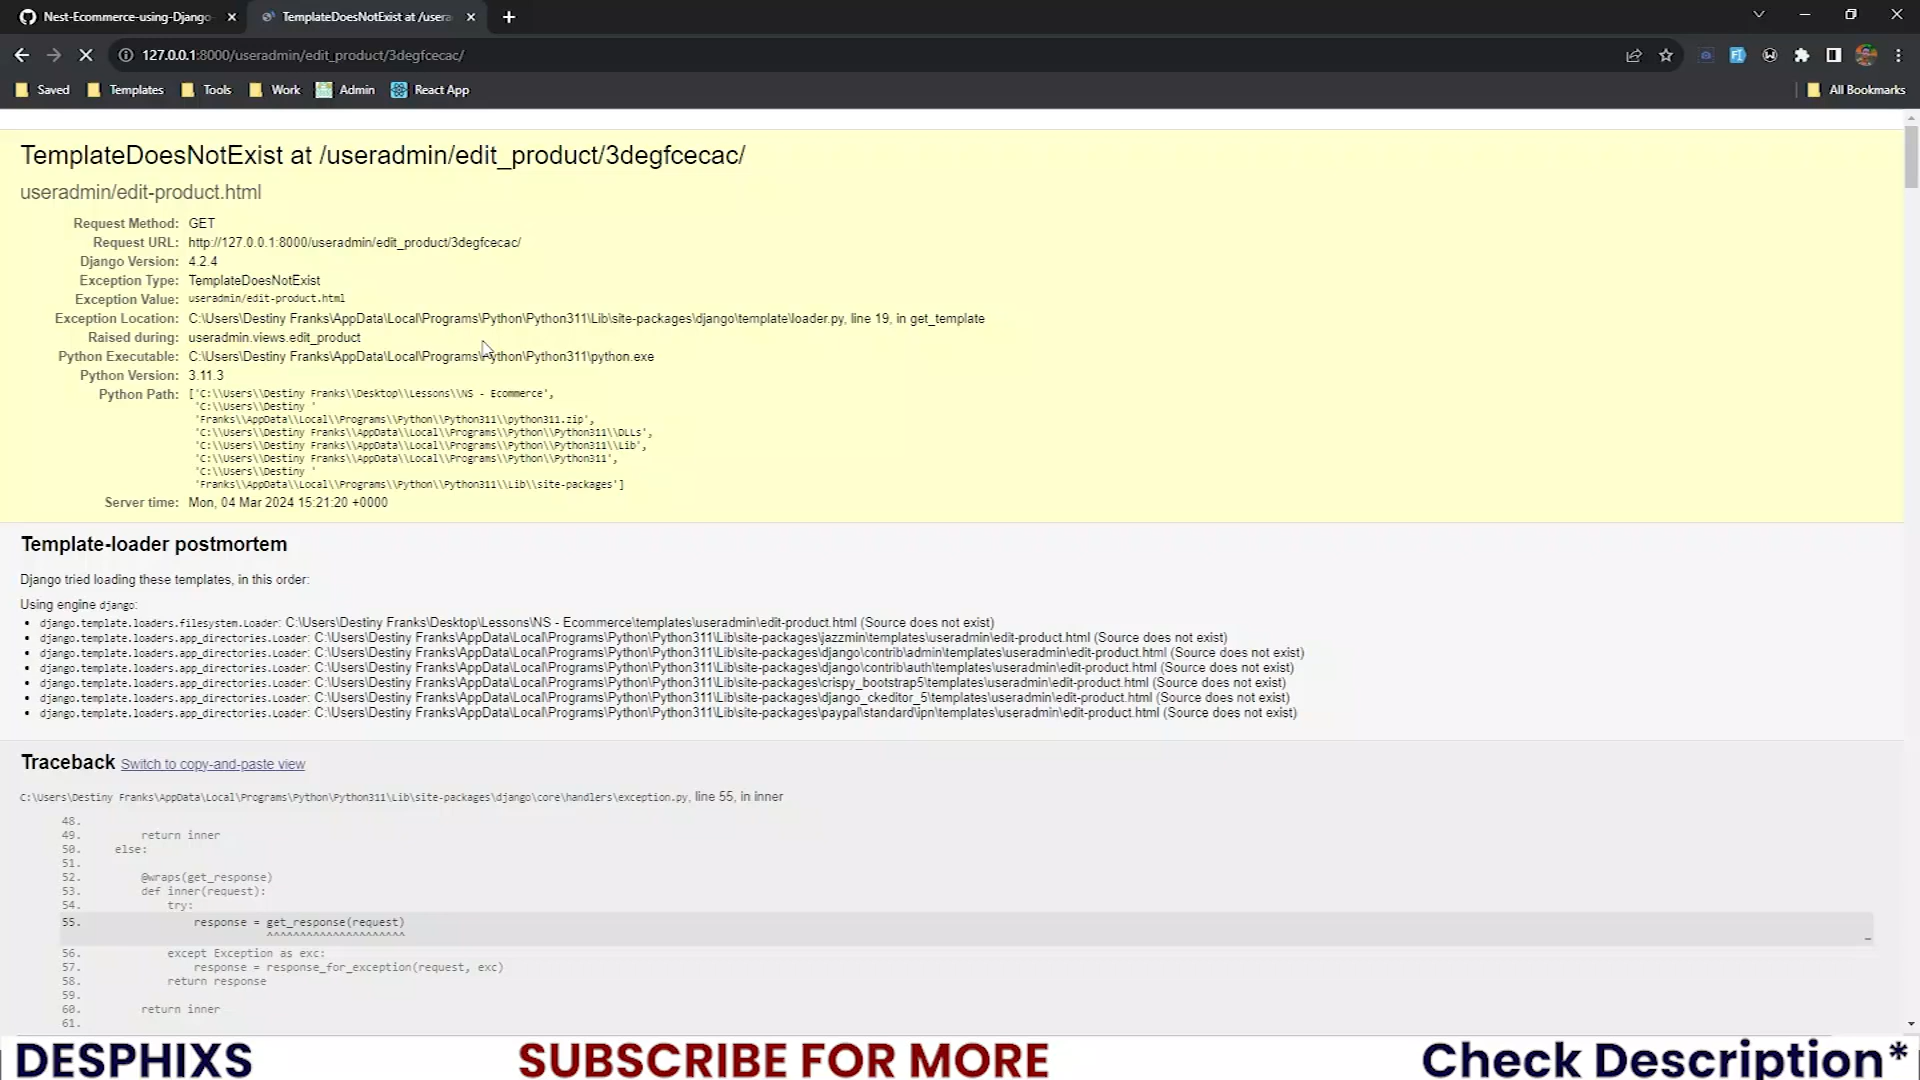 Nest-Ecommerce-using-Django
TemplateDoesNotExist at /usera
127.0.0.1:8000/useradmin/edit_product/3degfcecac/
Saved
Templates
Tools
Work
Admin
React App
All Bookmarks
TemplateDoesNotExist at /useradmin/edit_product/3degfcecac/
useradmin/edit-product.html
Request Method: GET
Request URL: http://127.0.0.1:8000/useradmin/edit_product/3degfcecac/
Django Version: 4.2.4
Exception Type: TemplateDoesNotExist
Exception Value: useradmin/edit-product.html
Exception Location: C:\Users\Destiny Franks\AppData\Local\Programs\Python\Python311\Lib\site-packages\django\template\loader.py, line 19, in get_template
Raised during: useradmin.views.edit_product
Python Executable: C:\Users\Destiny Franks\AppData\Local\Programs\Python\Python311\python.exe
Python Version: 3.11.3
Python Path: ['C:\\Users\\Destiny Franks\\Desktop\\Lessons\\NS - Ecommerce',
'C:\\Users\\Destiny '
'Franks\\AppData\\Local\\Programs\\Python\\Python311\\python311.zip',
'C:\\Users\\Destiny Franks\\AppData\\Local\\Programs\\Python\\Python311\\DLLs',
'C:\\Users\\Destiny Franks\\AppData\\Local\\Programs\\Python\\Python311\\Lib',
'C:\\Users\\Destiny Franks\\AppData\\Local\\Programs\\Python\\Python311',
'C:\\Users\\Destiny '
'Franks\\AppData\\Local\\Programs\\Python\\Python311\\Lib\\site-packages']
Server time: Mon, 04 Mar 2024 15:21:20 +0000
Template-loader postmortem
Django tried loading these templates, in this order:
Using engine django:
• django.template.loaders.filesystem.Loader: C:\Users\Destiny Franks\Desktop\Lessons\NS - Ecommerce\templates\useradmin\edit-product.html (Source does not exist)
• django.template.loaders.app_directories.Loader: C:\Users\Destiny Franks\AppData\Local\Programs\Python\Python311\Lib\site-packages\jazzmin\templates\useradmin\edit-product.html (Source does not exist)
• django.template.loaders.app_directories.Loader: C:\Users\Destiny Franks\AppData\Local\Programs\Python\Python311\Lib\site-packages\django\contrib\admin\templates\useradmin\edit-product.html (Source does not exist)
• django.template.loaders.app_directories.Loader: C:\Users\Destiny Franks\AppData\Local\Programs\Python\Python311\Lib\site-packages\django\contrib\auth\templates\useradmin\edit-product.html (Source does not exist)
• django.template.loaders.app_directories.Loader: C:\Users\Destiny Franks\AppData\Local\Programs\Python\Python311\Lib\site-packages\crispy_bootstrap5\templates\useradmin\edit-product.html (Source does not exist)
• django.template.loaders.app_directories.Loader: C:\Users\Destiny Franks\AppData\Local\Programs\Python\Python311\Lib\site-packages\django_ckeditor_5\templates\useradmin\edit-product.html (Source does not exist)
• django.template.loaders.app_directories.Loader: C:\Users\Destiny Franks\AppData\Local\Programs\Python\Python311\Lib\site-packages\paypal\standard\ipn\templates\useradmin\edit-product.html (Source does not exist)
Traceback Switch to copy-and-paste view
C:\Users\Destiny Franks\AppData\Local\Programs\Python\Python311\Lib\site-packages\django\core\handlers\exception.py, line 55, in inner
48.
49. return inner
50. else:
51.
52. @wraps(get_response)
53. def inner(request):
54. try:
55. response = get_response(request)
^^^^^^^^^^^^^^^^^^^^^
56. except Exception as exc:
57. response = response_for_exception(request, exc)
58. return response
59.
60. return inner
61.
DESPHIXS
SUBSCRIBE FOR MORE
Check Description*